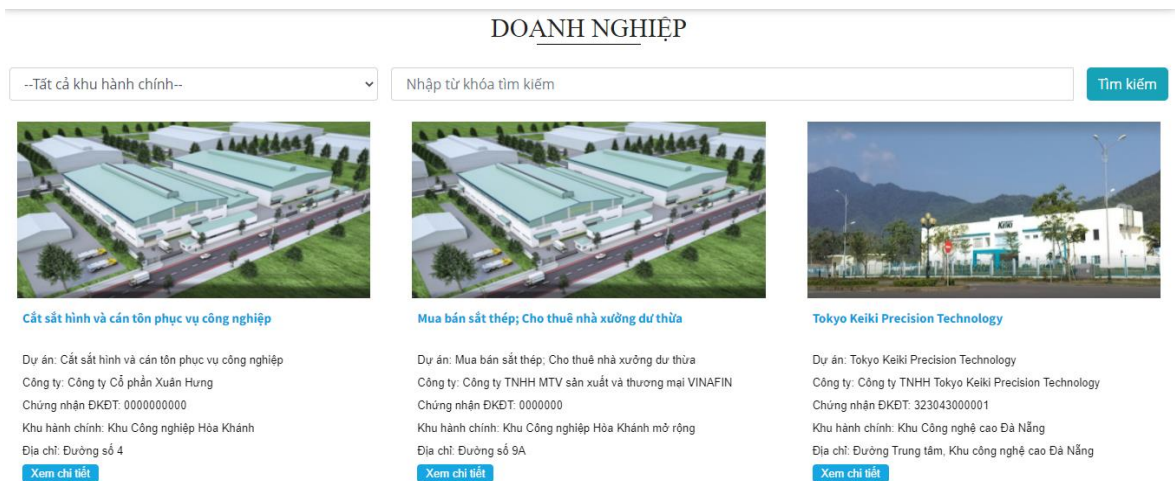 DOANH NGHIỆP
--Tất cả khu hành chính--
Nhập từ khóa tìm kiếm
Tìm kiếm
Keiki
Cắt sắt hình và cán tôn phục vụ công nghiệp
Dự án: Cắt sắt hình và cán tôn phục vụ công nghiệp
Công ty: Công ty Cổ phần Xuân Hưng
Chứng nhận ĐKĐT: 0000000000
Khu hành chính: Khu Công nghiệp Hòa Khánh
Địa chỉ: Đường số 4
Xem chi tiết
Mua bán sắt thép; Cho thuê nhà xưởng dư thừa
Dự án: Mua bán sắt thép; Cho thuê nhà xưởng dư thừa
Công ty: Công ty TNHH MTV sản xuất và thương mại VINAFIN
Chứng nhận ĐKĐT: 0000000
Khu hành chính: Khu Công nghiệp Hòa Khánh mở rộng
Địa chỉ: Đường số 9A
Xem chi tiết
Tokyo Keiki Precision Technology
Dự án: Tokyo Keiki Precision Technology
Công ty: Công ty TNHH Tokyo Keiki Precision Technology
Chứng nhận ĐKĐT: 323043000001
Khu hành chính: Khu Công nghệ cao Đà Nẵng
Địa chỉ: Đường Trung tâm, Khu công nghệ cao Đà Nẵng
Xem chi tiết